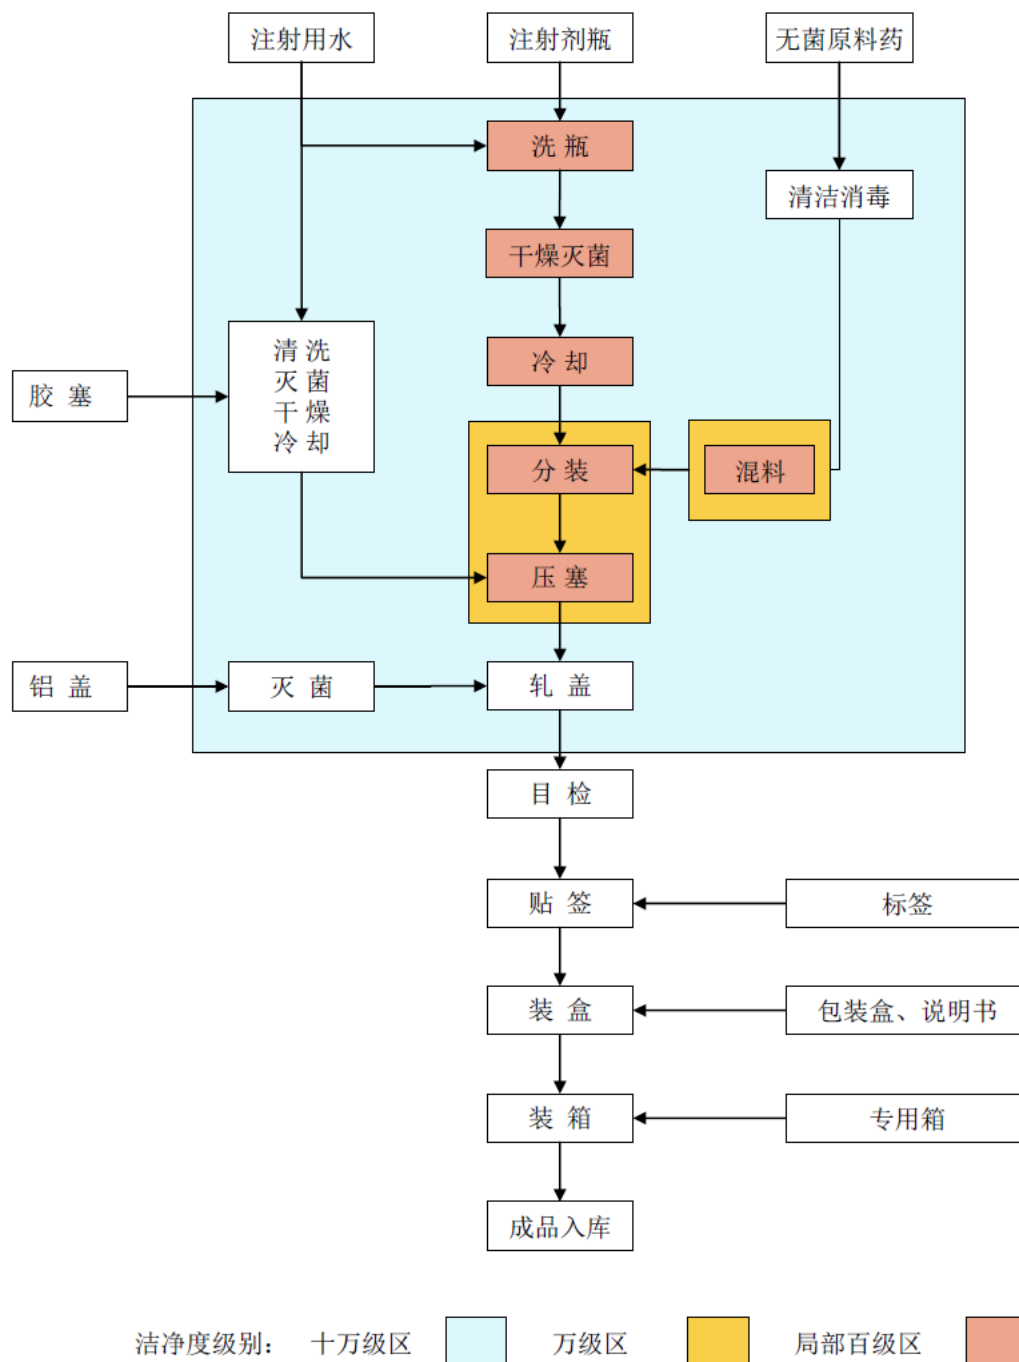 注射用水
注射剂瓶
无菌原料药
洗瓶
清洁消毒
干燥灭菌
清洗
灭菌
干燥
冷却
冷却
胶塞
分装
混料
压塞
铝盖
灭菌
轧盖
目检
贴签
标签
装盒
包装盒、说明书
装箱
专用箱
成品入库
洁净度级别： 十万级区 万级区 局部百级区